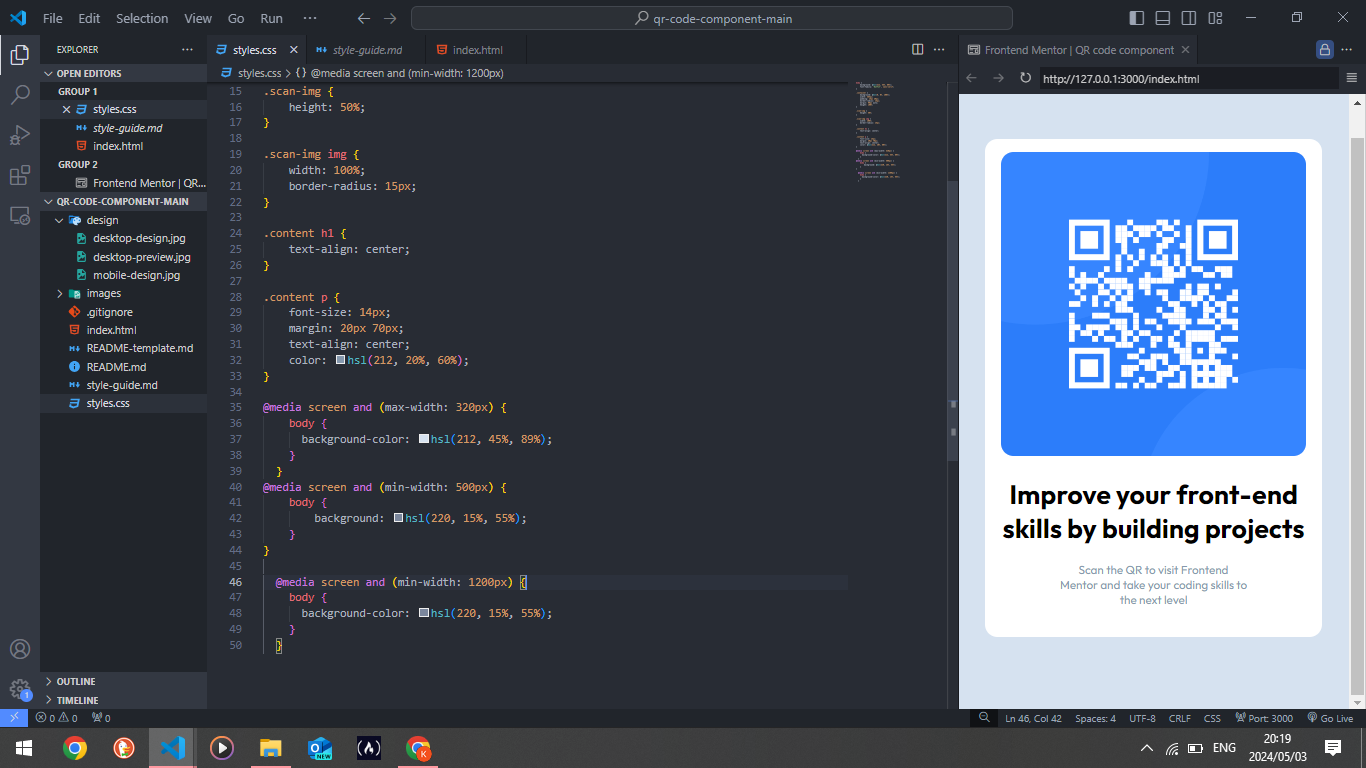 File Edit Selection View Go Run ···
qr-code-component-main
EXPLORER
OPEN EDITORS
GROUP 1
styles.css
style-guide.md
index.html
GROUP 2
Frontend Mentor | QR...
QR-CODE-COMPONENT-MAIN
design
desktop-design.jpg
desktop-preview.jpg
mobile-design.jpg
images
.gitignore
index.html
README-template.md
README.md
style-guide.md
styles.css
OUTLINE
TIMELINE
styles.css style-guide.md index.html
styles.css > {} @media screen and (min-width: 1200px)
15 .scan-img {
16 height: 50%;
17 }
18
19 .scan-img img {
20 width: 100%;
21 border-radius: 15px;
22 }
23
24 .content h1 {
25 text-align: center;
26 }
27
28 .content p {
29 font-size: 14px;
30 margin: 20px 70px;
31 text-align: center;
32 color: hsl(212, 20%, 60%);
33 }
34
35 @media screen and (max-width: 320px) {
36 body {
37 background-color: hsl(212, 45%, 89%);
38 }
39 }
40 @media screen and (min-width: 500px) {
41 body {
42 background: hsl(220, 15%, 55%);
43 }
44 }
45
46 @media screen and (min-width: 1200px) {
47 body {
48 background-color: hsl(220, 15%, 55%);
49 }
50 }
Frontend Mentor | QR code component
http://127.0.0.1:3000/index.html
Improve your front-end
skills by building projects
Scan the QR to visit Frontend
Mentor and take your coding skills to
the next level
0 0 0 Ln 46, Col 42 Spaces: 4 UTF-8 CRLF CSS Port: 3000 Go Live
1
NEW
K
ENG
20:19
2024/05/03